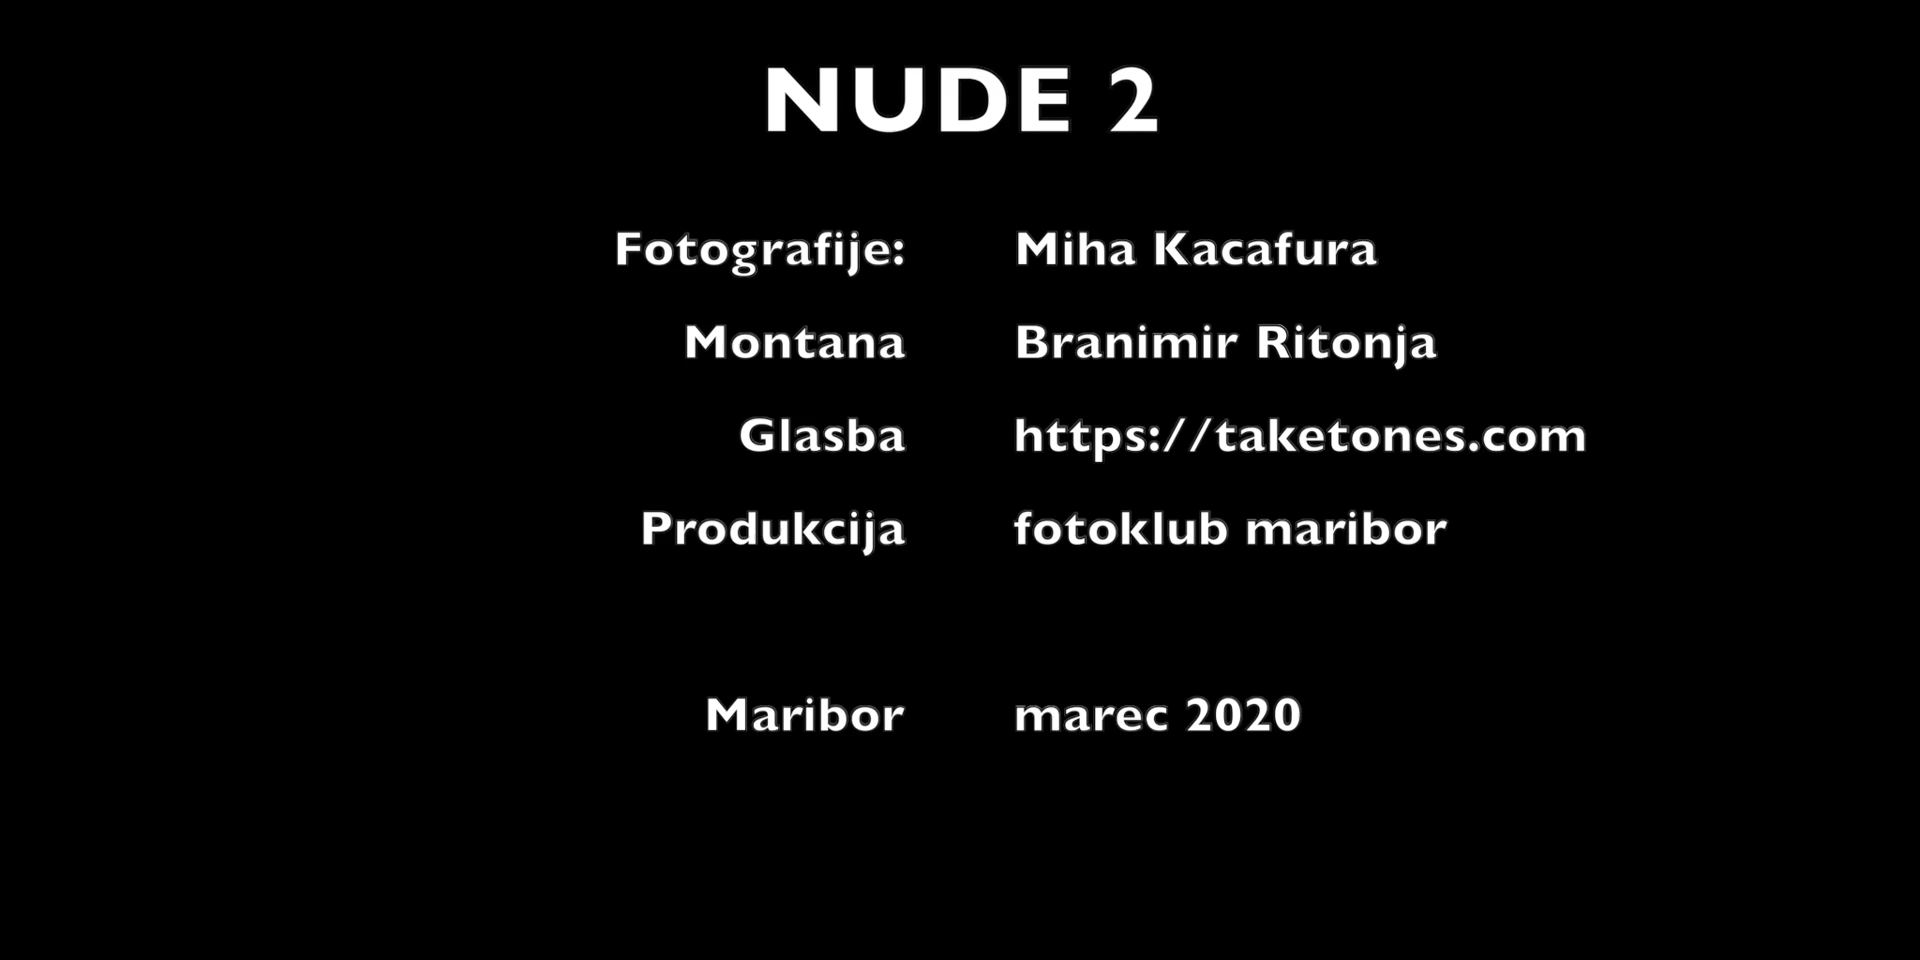 NUDE 2
Fotografije: Miha Kacafura
Montana Branimir Ritonja
Glasba https://taketones.com
Produkcija fotoklub maribor
Maribor marec 2020